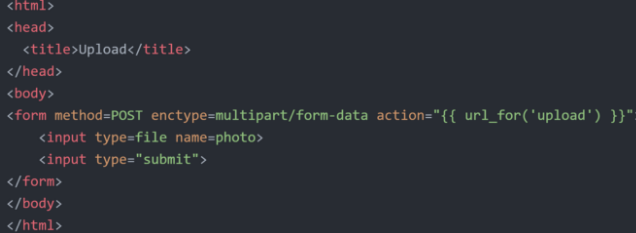 <html>
<head>
<title>Upload</title>
</head>
<body>
<form method=POST enctype=multipart/form-data action="{{ url_for('upload') }}"
<input type=file name=photo>
<input type="submit">
</form>
</body>
</html>